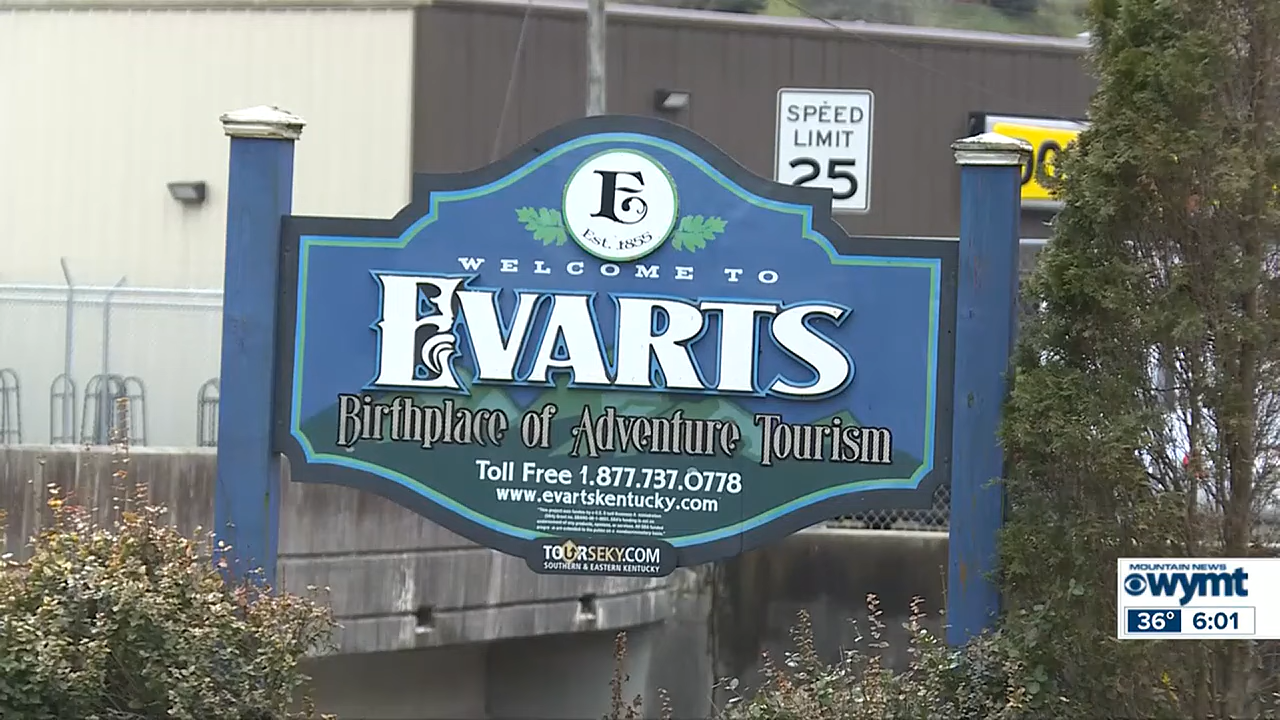 SPEED
LIMIT
25
E
Est. 1855
WELCOME TO
EVARTS
Birthplace of Adventure Tourism
Toll Free 1.877.737.0778
www.evartskentucky.com
TOURSEKY.COM
SOUTHERN & EASTERN KENTUCKY
MOUNTAIN NEWS
wymt
36° 6:01